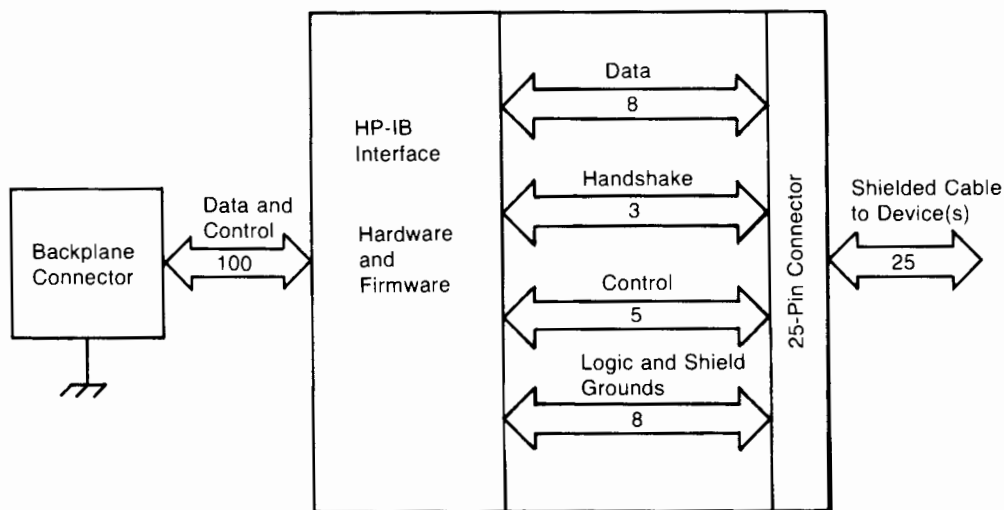 Backplane
Connector
Data and
Control
100
HP-IB
Interface
Hardware
and
Firmware
Data
8
Handshake
3
Control
5
Logic and Shield
Grounds
8
25-Pin Connector
Shielded Cable
to Device(s)
25